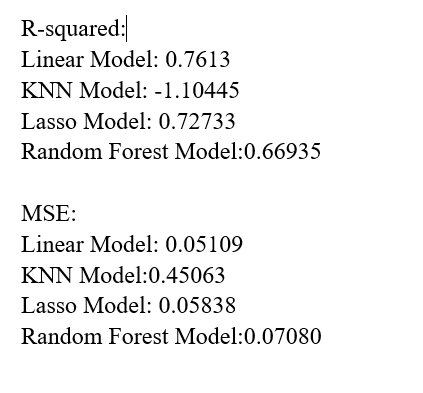 R-squared:
Linear Model: 0.7613
KNN Model: -1.10445
Lasso Model: 0.72733
Random Forest Model:0.66935
MSE:
Linear Model: 0.05109
KNN Model:0.45063
Lasso Model: 0.05838
Random Forest Model:0.07080